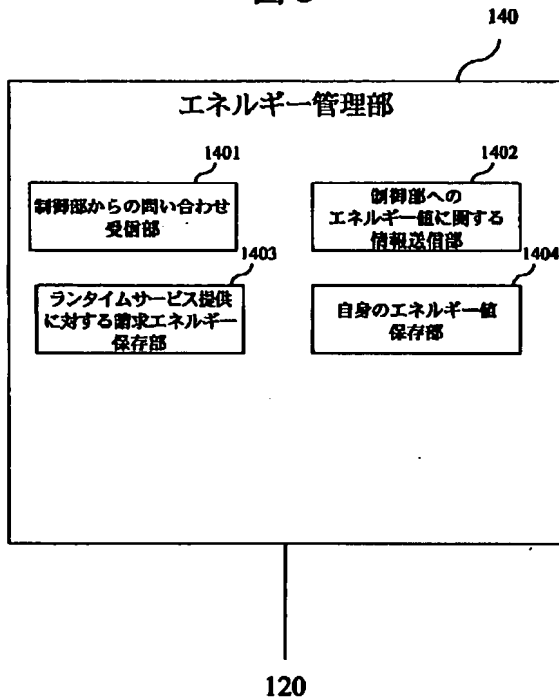 140
エネルギー管理部
1401
制御部からの問い合わせ
受信部
1402
制御部への
エネルギー値に関する
情報送信部
1403
ランタイムサービス提供
に対する請求エネルギー
保存部
1404
自身のエネルギー値
保存部
120